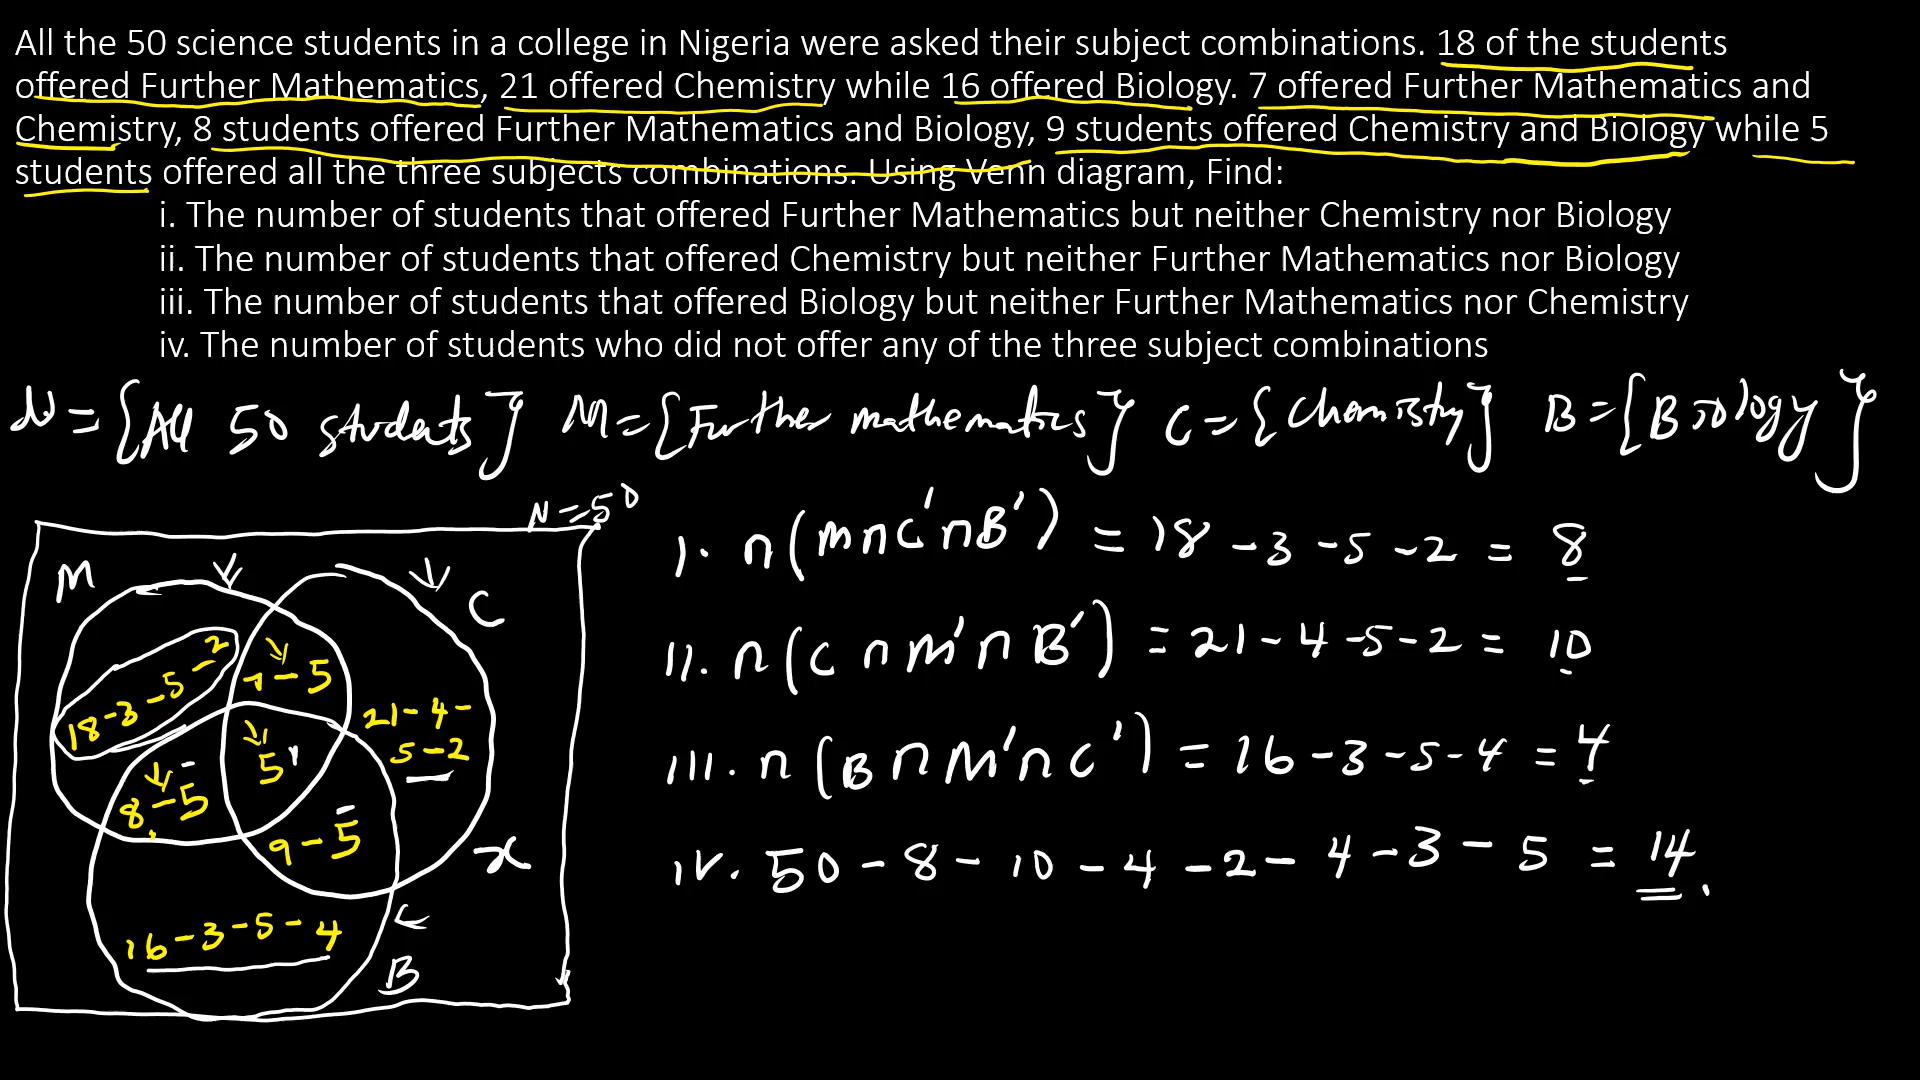 All the 50 science students in a college in Nigeria were asked their subject combinations. 18 of the students
offered Further Mathematics, 21 offered Chemistry while 16 offered Biology. 7 offered Further Mathematics and
Chemistry, 8 students offered Further Mathematics and Biology, 9 students offered Chemistry and Biology while 5
students offered all the three subjects combinations. Using Venn diagram, Find:
i. The number of students that offered Further Mathematics but neither Chemistry nor Biology
ii. The number of students that offered Chemistry but neither Further Mathematics nor Biology
iii. The number of students that offered Biology but neither Further Mathematics nor Chemistry
iv. The number of students who did not offer any of the three subject combinations
N = {All 50 students} M = {Further mathematics} C = {Chemistry} B = {Biology}
N = 50
M
C
18 - 3 - 5 - 2
7 - 5
21 - 4 -
5 - 2
5
8 - 5
9 - 5
x
16 - 3 - 5 - 4
B
i. n(M∩C'∩B') = 18 - 3 - 5 - 2 = 8
ii. n(C∩M'∩B') = 21 - 4 - 5 - 2 = 10
iii. n(B∩M'∩C') = 16 - 3 - 5 - 4 = 4
iv. 50 - 8 - 10 - 4 - 2 - 4 - 3 - 5 = 14.